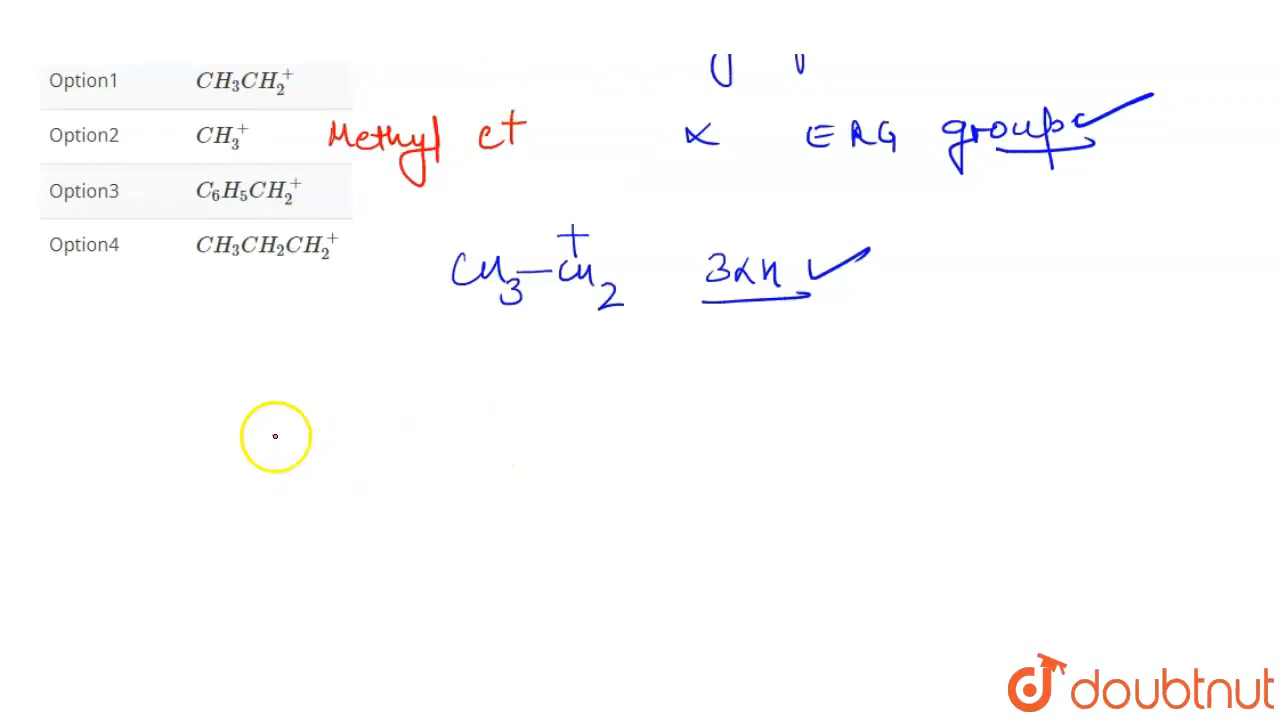 Option1 CH₃CH₂⁺
Option2 CH₃⁺ Methyl c+ ∝ ERG groups
Option3 C₆H₅CH₂⁺
Option4 CH₃CH₂CH₂⁺
CH₃—CH₂ + 3αH
doubtnut